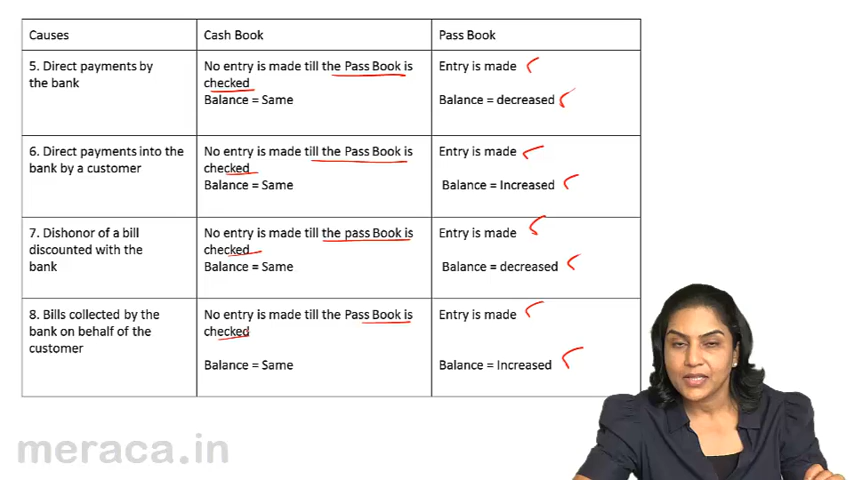 Causes
Cash Book
Pass Book
5. Direct payments by
the bank
No entry is made till the Pass Book is
checked
Balance = Same
Entry is made
Balance = decreased
6. Direct payments into the
bank by a customer
No entry is made till the Pass Book is
checked
Balance = Same
Entry is made
Balance = Increased
7. Dishonor of a bill
discounted with the
bank
No entry is made till the pass Book is
checked
Balance = Same
Entry is made
Balance = decreased
8. Bills collected by the
bank on behalf of the
customer
No entry is made till the Pass Book is
checked
Balance = Same
Entry is made
Balance = Increased
meraca.in